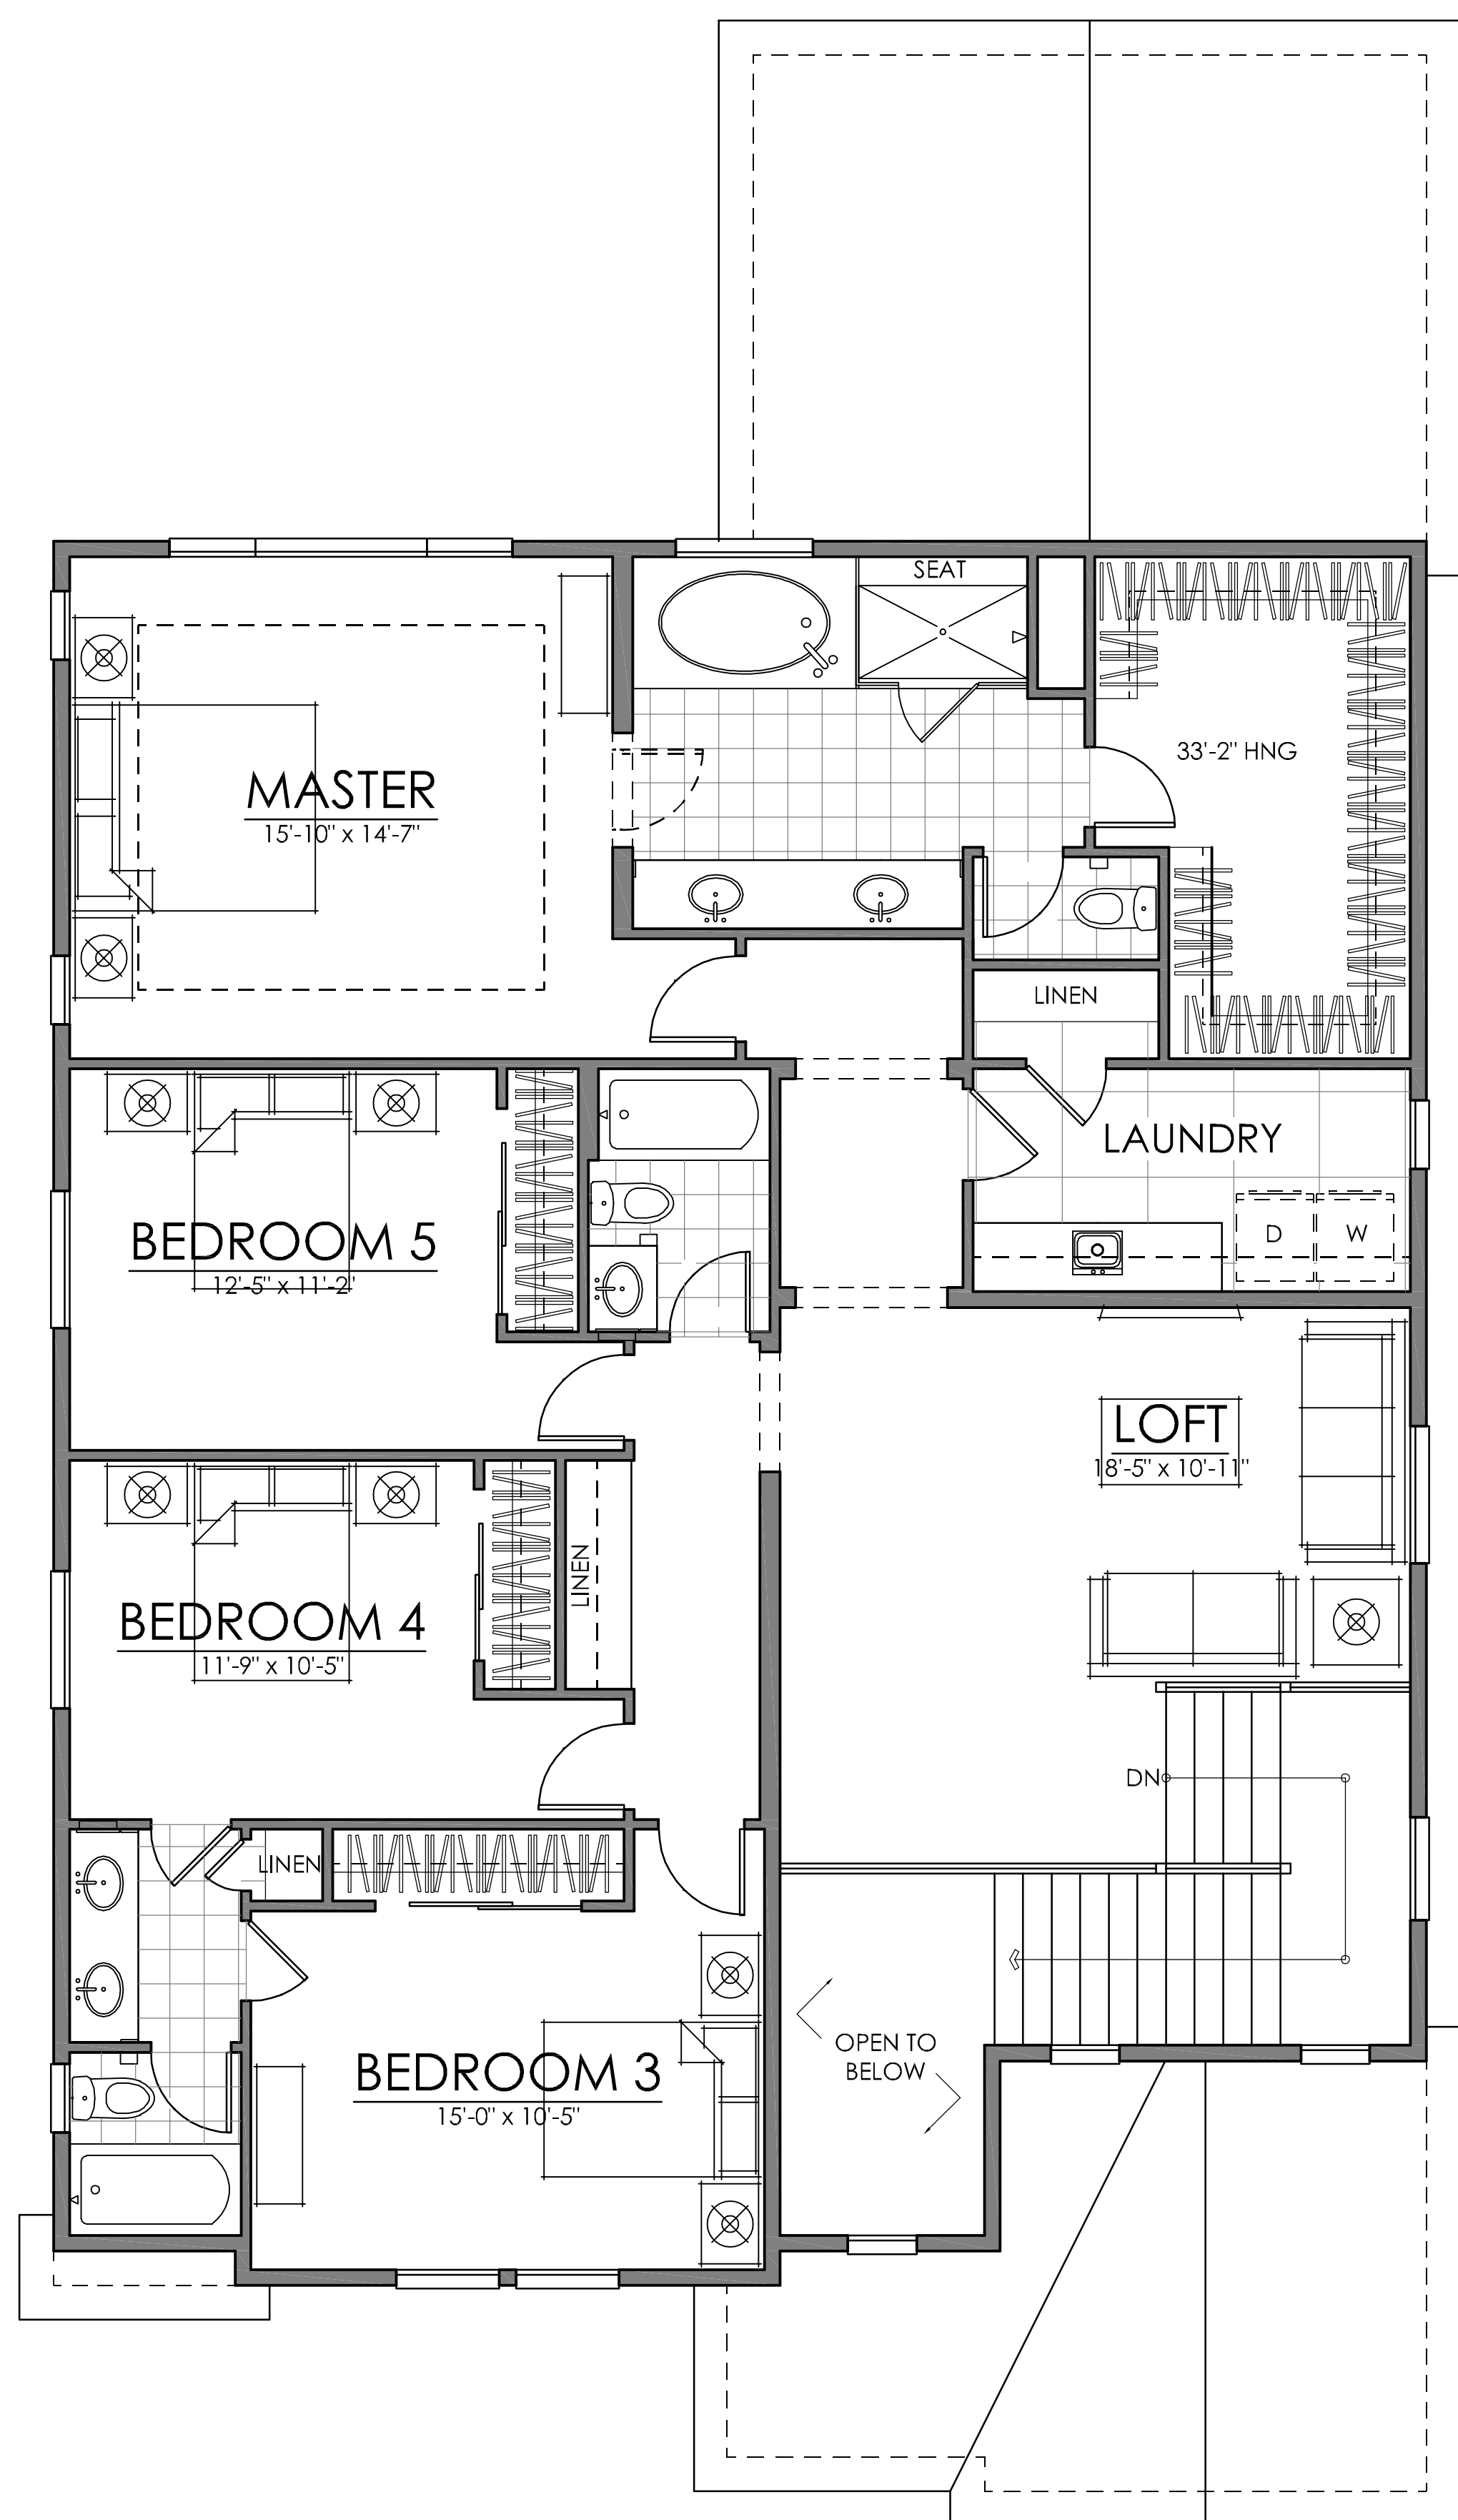 SEAT
33'-2" HNG
MASTER
15'-10" x 14'-7"
LINEN
LAUNDRY
D
W
BEDROOM 5
12'-5" x 11'-2"
LOFT
18'-5" x 10'-11"
LINEN
BEDROOM 4
11'-9" x 10'-5"
DN
LINEN
OPEN TO
BELOW
BEDROOM 3
15'-0" x 10'-5"